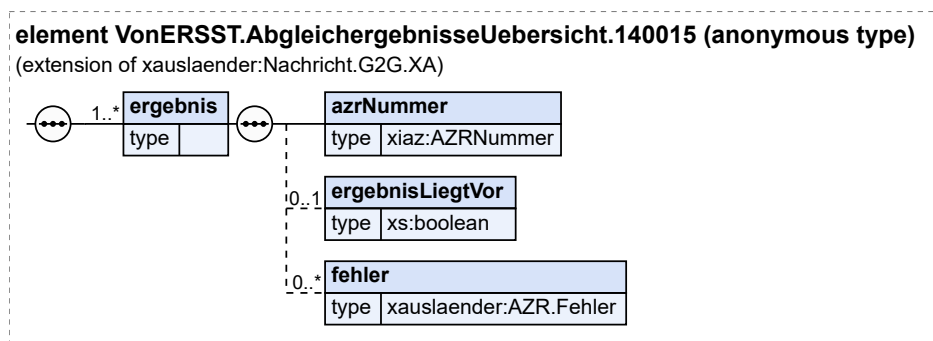 element VonERSST.AbgleichergebnisseUebersicht.140015 (anonymous type)
(extension of xauslaender:Nachricht.G2G.XA)
1..* ergebnis
type
azrNummer
type xiaz:AZRNummer
0..1 ergebnisLiegtVor
type xs:boolean
0..* fehler
type xauslaender:AZR.Fehler